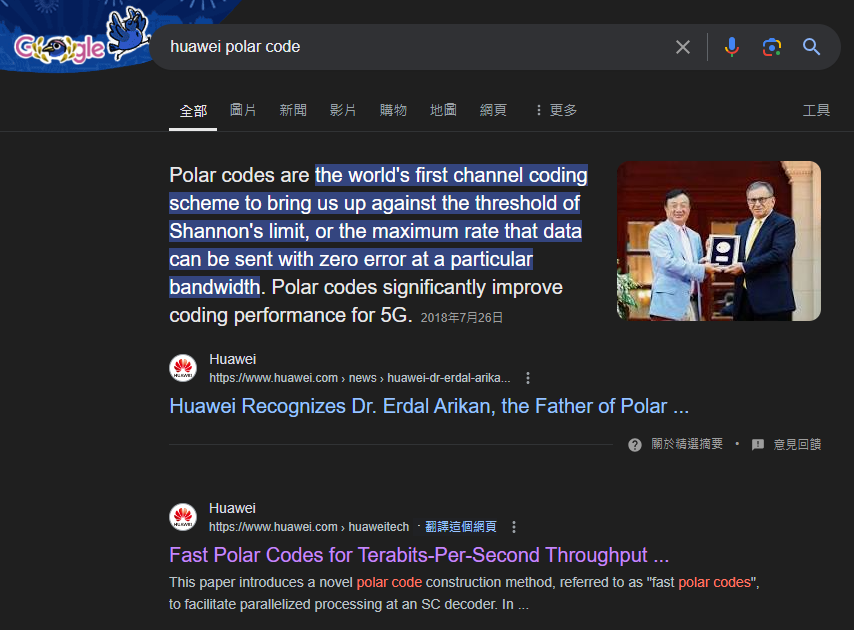 Google
huawei polar code
全部 圖片 新聞 影片 購物 地圖 網頁 更多 工具
Polar codes are the world's first channel coding
scheme to bring us up against the threshold of
Shannon's limit, or the maximum rate that data
can be sent with zero error at a particular
bandwidth. Polar codes significantly improve
coding performance for 5G. 2018年7月26日
HUAWEI
Huawei
https://www.huawei.com › news › huawei-dr-erdal-arika...
Huawei Recognizes Dr. Erdal Arikan, the Father of Polar ...
關於精選摘要 • 意見回饋
HUAWEI
Huawei
https://www.huawei.com › huaweitech · 翻譯這個網頁
Fast Polar Codes for Terabits-Per-Second Throughput ...
This paper introduces a novel polar code construction method, referred to as "fast polar codes",
to facilitate parallelized processing at an SC decoder. In ...